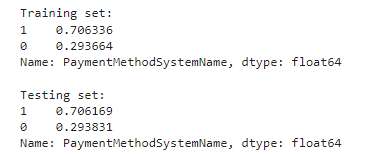 Training set:
1    0.706336
0    0.293664
Name: PaymentMethodSystemName, dtype: float64

Testing set:
1    0.706169
0    0.293831
Name: PaymentMethodSystemName, dtype: float64